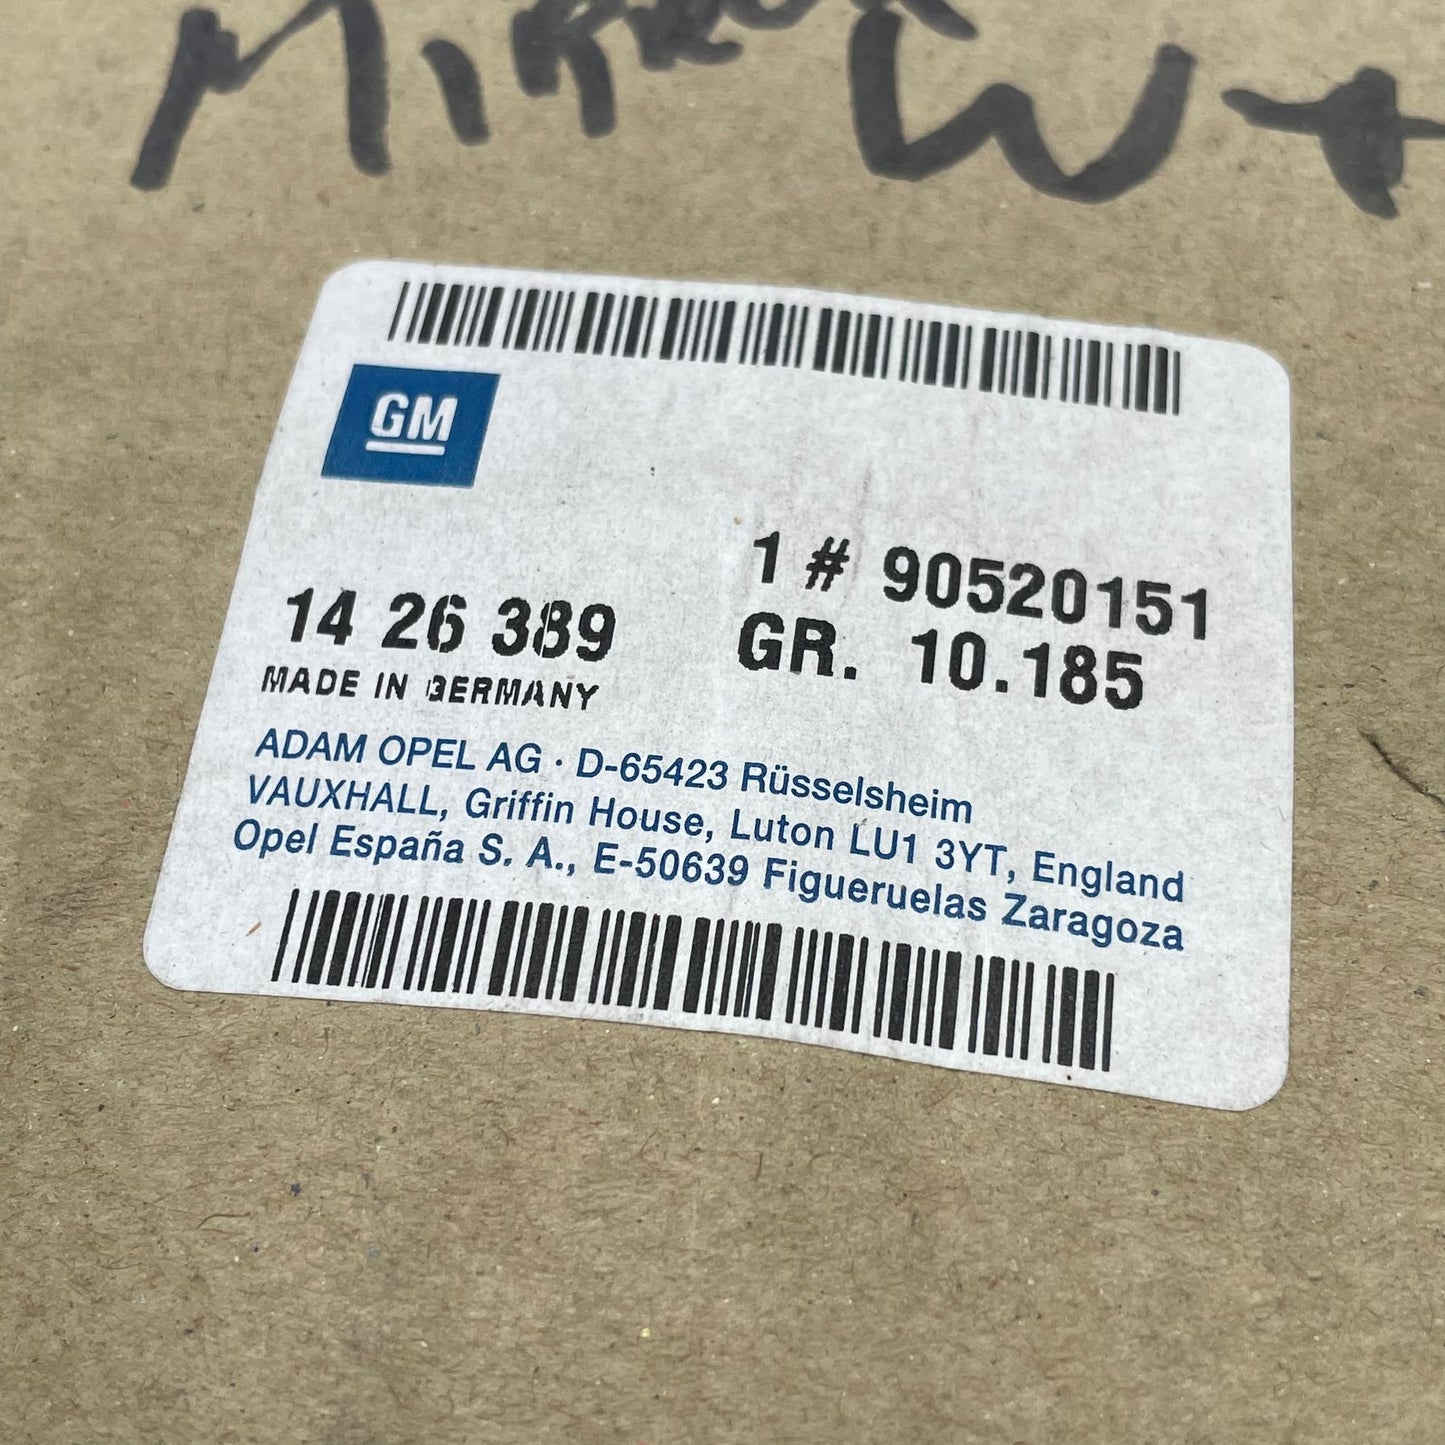 MIRROR W+
GM
1 # 90520151
14 26 389
GR. 10.185
MADE IN GERMANY
ADAM OPEL AG · D-65423 Rüsselsheim
VAUXHALL, Griffin House, Luton LU1 3YT, England
Opel España S. A., E-50639 Figueruelas Zaragoza